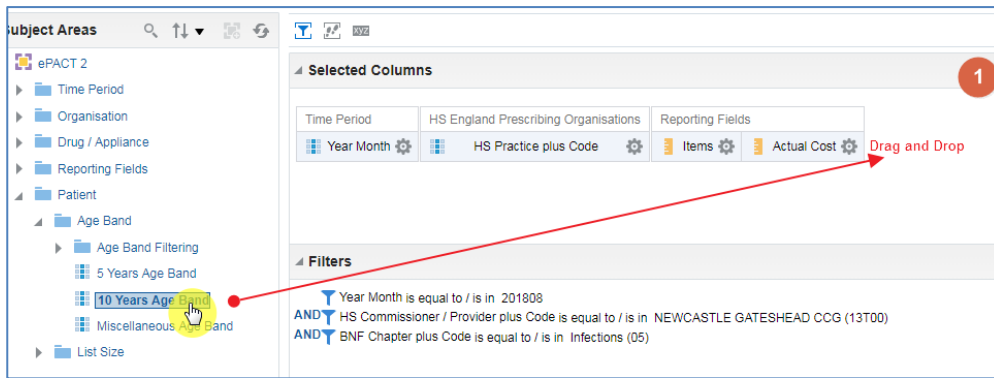 ubject Areas
ePACT 2
Time Period
Organisation
Drug / Appliance
Reporting Fields
Patient
Age Band
Age Band Filtering
5 Years Age Band
10 Years Age Band
Miscellaneous Age Band
List Size
xyz
Selected Columns
1
Time Period HS England Prescribing Organisations Reporting Fields
Year Month HS Practice plus Code Items Actual Cost Drag and Drop
Filters
Year Month is equal to / is in 201808
AND HS Commissioner / Provider plus Code is equal to / is in NEWCASTLE GATESHEAD CCG (13T00)
AND BNF Chapter plus Code is equal to / is in Infections (05)